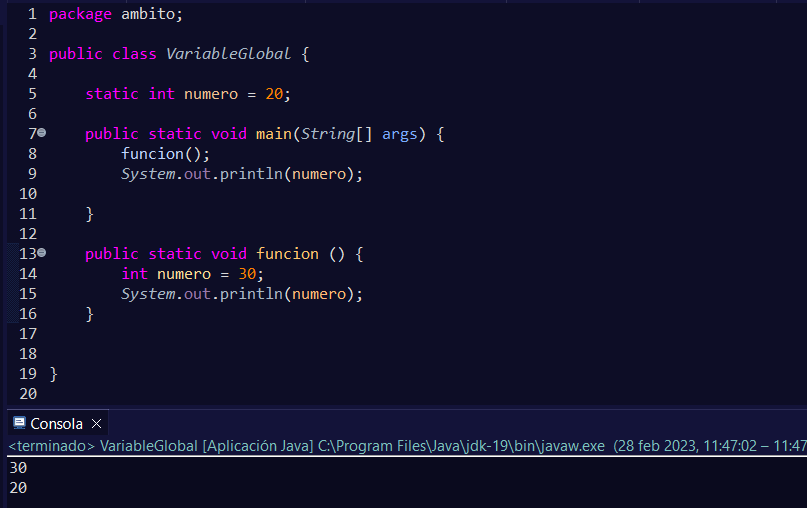 1 package ambito;
2
3 public class VariableGlobal {
4
5     static int numero = 20;
6
7     public static void main(String[] args) {
8         funcion();
9         System.out.println(numero);
10
11     }
12
13     public static void funcion () {
14         int numero = 30;
15         System.out.println(numero);
16     }
17
18
19 }
20
Consola
<terminado> VariableGlobal [Aplicación Java] C:\Program Files\Java\jdk-19\bin\javaw.exe (28 feb 2023, 11:47:02 – 11:47
30
20